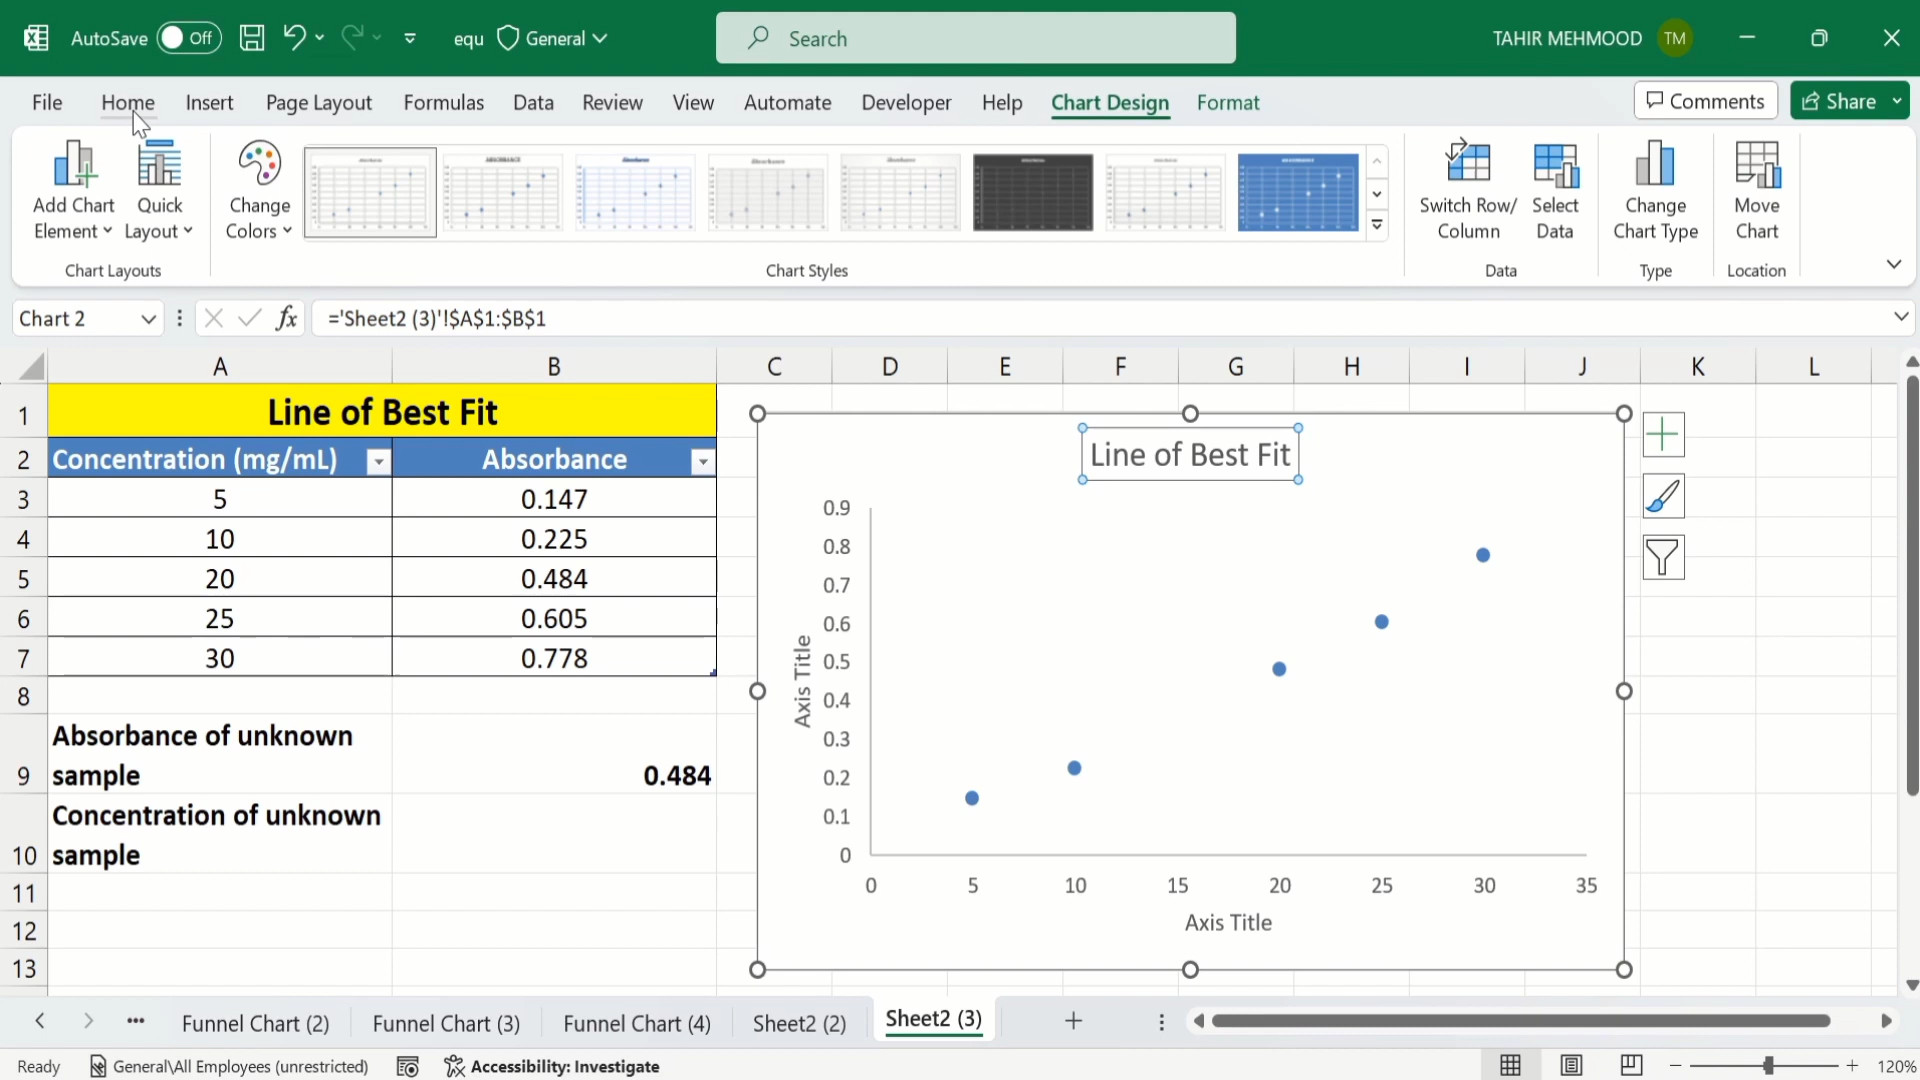 AutoSave Off equ General Search TAHIR MEHMOOD TM
File Home Insert Page Layout Formulas Data Review View Automate Developer Help Chart Design Format Comments Share
Add Chart Element
Quick Layout
Chart Layouts
Change Colors
Chart Styles
Switch Row/ Column
Select Data
Data
Change Chart Type
Type
Move Chart
Location
Chart 2 fx ='Sheet2 (3)'!$A$1:$B$1
A B C D E F G H I J K L
1 Line of Best Fit
2 Concentration (mg/mL) Absorbance
3 5 0.147
4 10 0.225
5 20 0.484
6 25 0.605
7 30 0.778
8
Absorbance of unknown
9 sample 0.484
Concentration of unknown
10 sample
11
12
13
Line of Best Fit
0.9
0.8
0.7
0.6
0.5
0.4
0.3
0.2
0.1
0
Axis Title
0 5 10 15 20 25 30 35
Axis Title
Funnel Chart (2) Funnel Chart (3) Funnel Chart (4) Sheet2 (2) Sheet2 (3)
Ready General\All Employees (unrestricted) Accessibility: Investigate 120%